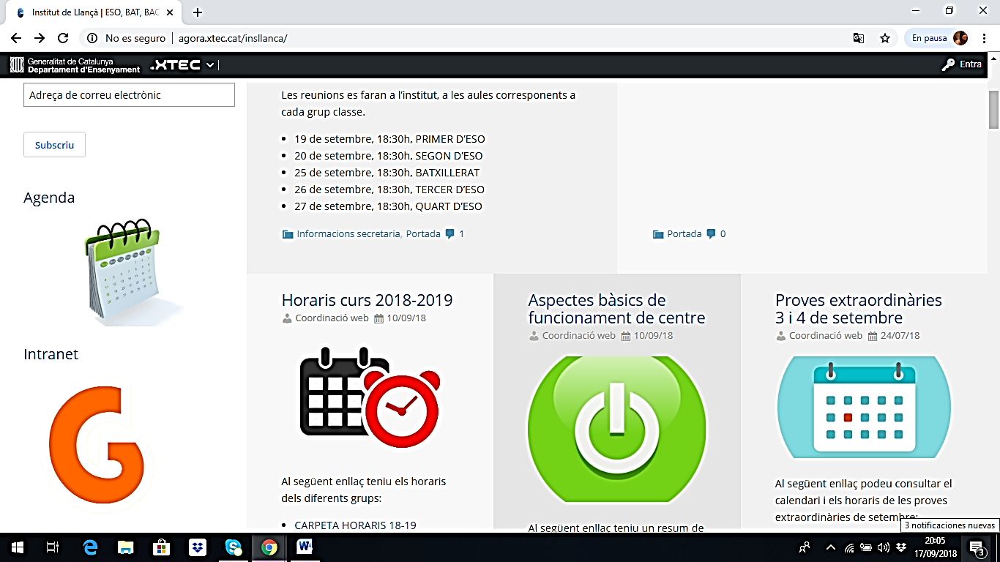 Institut de Llançà | ESO, BAT, BAC
No es seguro
agora.xtec.cat/insllanca/
En pausa
Generalitat de Catalunya
Departament d'Ensenyament
.XTEC
Entra
Adreça de correu electrònic
Subscriu
Agenda
Intranet
Les reunions es faran a l'institut, a les aules corresponents a
cada grup classe.
• 19 de setembre, 18:30h, PRIMER D'ESO
• 20 de setembre, 18:30h, SEGON D'ESO
• 25 de setembre, 18:30h, BATXILLERAT
• 26 de setembre, 18:30h, TERCER D'ESO
• 27 de setembre, 18:30h, QUART D'ESO
Informacions secretaria, Portada 1
Portada 0
Horaris curs 2018-2019
Coordinació web 10/09/18
Al següent enllaç teniu els horaris
dels diferents grups:
• CARPETA HORARIS 18-19
Aspectes bàsics de
funcionament de centre
Coordinació web 10/09/18
Al següent enllaç teniu un resum de
Proves extraordinàries
3 i 4 de setembre
Coordinació web 24/07/18
Al següent enllaç podeu consultar el
calendari i els horaris de les proves
extraordinàries de setembre:
3 notificaciones nuevas
20:05
17/09/2018
3